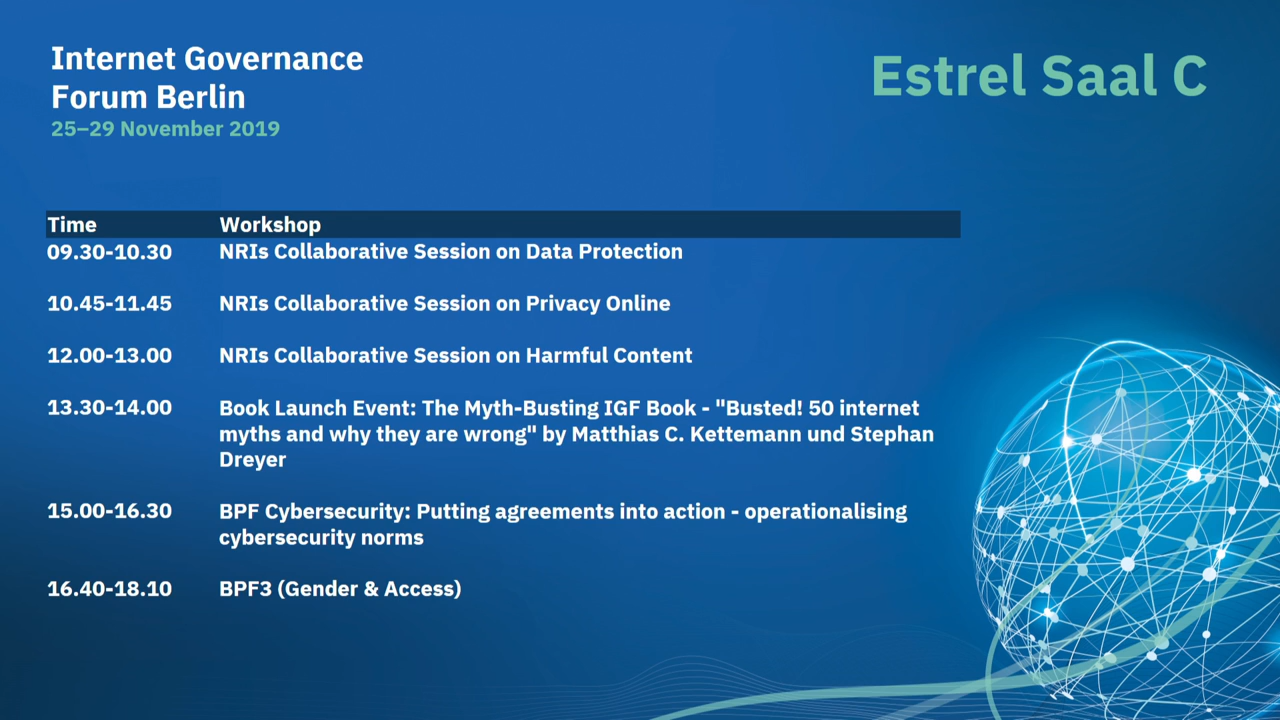 Internet Governance
Forum Berlin
25–29 November 2019
Estrel Saal C
Time Workshop
09.30-10.30 NRIs Collaborative Session on Data Protection
10.45-11.45 NRIs Collaborative Session on Privacy Online
12.00-13.00 NRIs Collaborative Session on Harmful Content
13.30-14.00 Book Launch Event: The Myth-Busting IGF Book - "Busted! 50 internet
myths and why they are wrong" by Matthias C. Kettemann und Stephan
Dreyer
15.00-16.30 BPF Cybersecurity: Putting agreements into action - operationalising
cybersecurity norms
16.40-18.10 BPF3 (Gender & Access)